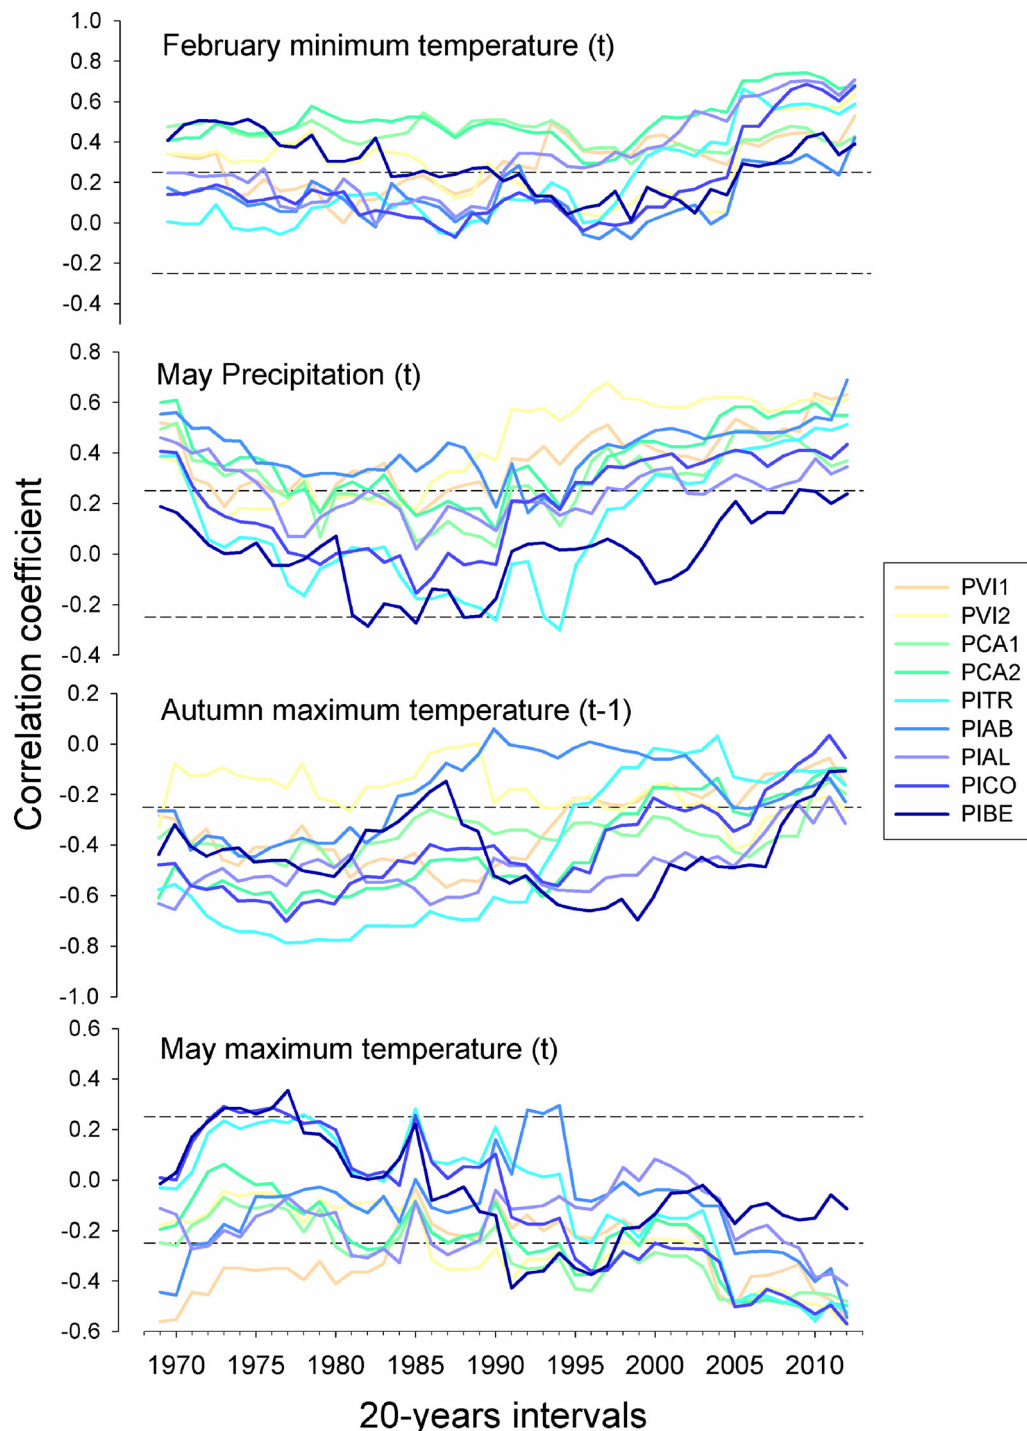 1.0
February minimum temperature (t)
0.8
0.6
0.4
0.2
0.0
-0.2
-0.4
0.8
May Precipitation (t)
0.6
0.4
0.2
0.0
-0.2
-0.4
0.2
Autumn maximum temperature (t-1)
0.0
-0.2
-0.4
-0.6
-0.8
-1.0
0.6
May maximum temperature (t)
0.4
0.2
0.0
-0.2
-0.4
-0.6
1970 1975 1980 1985 1990 1995 2000 2005 2010
20-years intervals
Correlation coefficient
PVI1
PVI2
PCA1
PCA2
PITR
PIAB
PIAL
PICO
PIBE